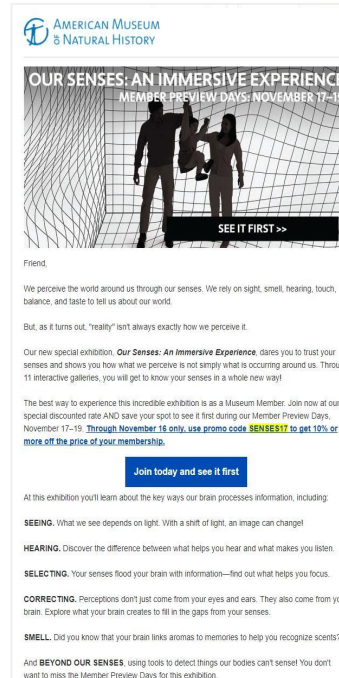 AMERICAN MUSEUM
& NATURAL HISTORY
OUR SENSES: AN IMMERSIVE EXPERIENCE
MEMBER PREVIEW DAYS: NOVEMBER 17–19
SEE IT FIRST >>
Friend,
We perceive the world around us through our senses. We rely on sight, smell, hearing, touch,
balance, and taste to tell us about our world.
But, as it turns out, "reality" isn't always exactly how we perceive it.
Our new special exhibition, Our Senses: An Immersive Experience, dares you to trust your
senses and shows you how what we perceive is not simply what is occurring around us. Throu
11 interactive galleries, you will get to know your senses in a whole new way!
The best way to experience this incredible exhibition is as a Museum Member. Join now at our
special discounted rate AND save your spot to see it first during our Member Preview Days,
November 17–19. Through November 16 only, use promo code SENSES17 to get 10% or
more off the price of your membership.
Join today and see it first
At this exhibition you'll learn about the key ways our brain processes information, including:
SEEING. What we see depends on light. With a shift of light, an image can change!
HEARING. Discover the difference between what helps you hear and what makes you listen.
SELECTING. Your senses flood your brain with information—find out what helps you focus.
CORRECTING. Perceptions don't just come from your eyes and ears. They also come from yo
brain. Explore what your brain creates to fill in the gaps from your senses.
SMELL. Did you know that your brain links aromas to memories to help you recognize scents?
And BEYOND OUR SENSES, using tools to detect things our bodies can't sense! You don't
want to miss the Member Preview Days for this exhibition.